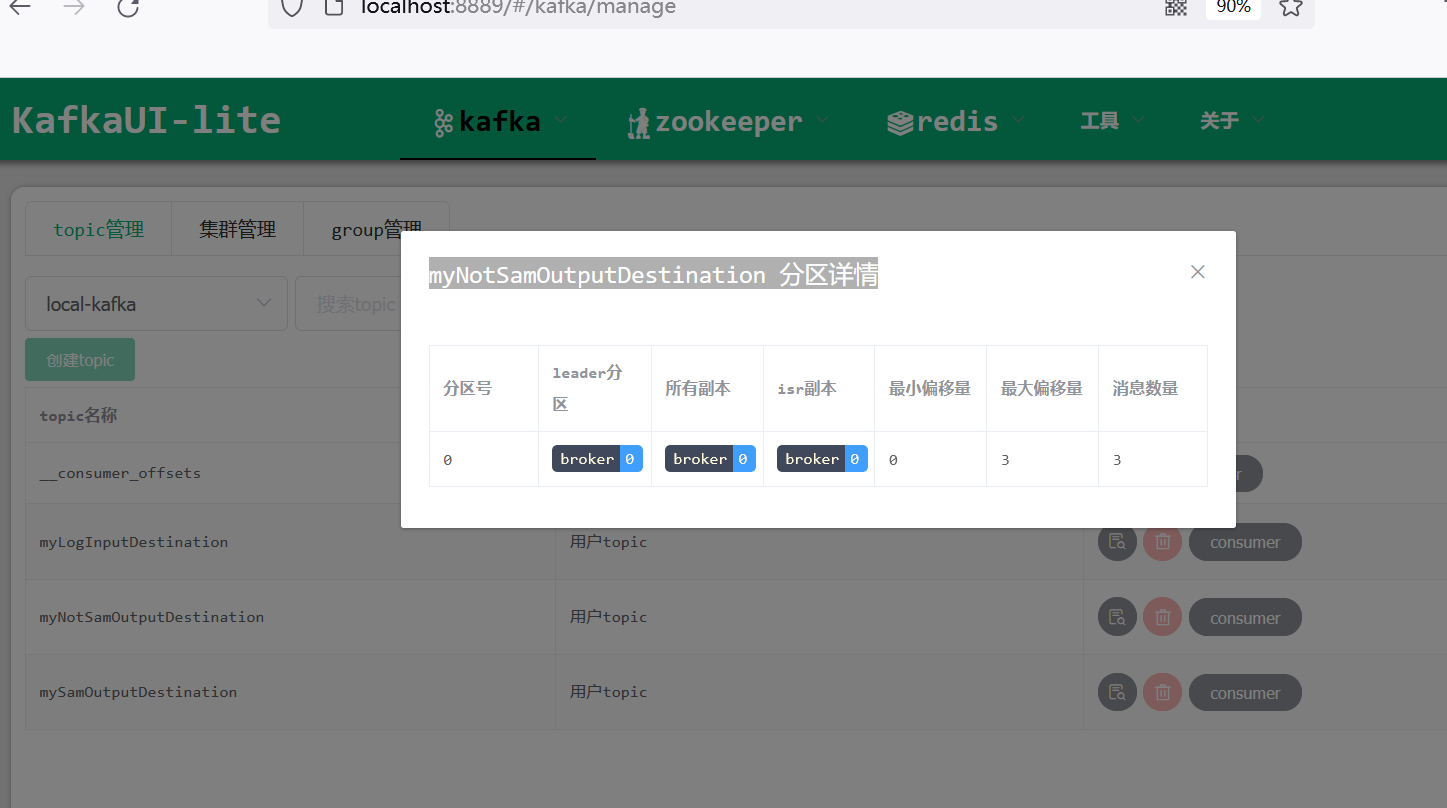 localhost:8889/#/kafka/manage
90%
KafkaUI-lite
kafka
zookeeper
redis
工具
关于
topic管理
集群管理
group管理
local-kafka
搜索topic
创建topic
myNotSamOutputDestination 分区详情
分区号
leader分
区
所有副本
isr副本
最小偏移量
最大偏移量
消息数量
0
broker 0
broker 0
broker 0
0
3
3
topic名称
__consumer_offsets
myLogInputDestination
用户topic
consumer
myNotSamOutputDestination
用户topic
consumer
mySamOutputDestination
用户topic
consumer